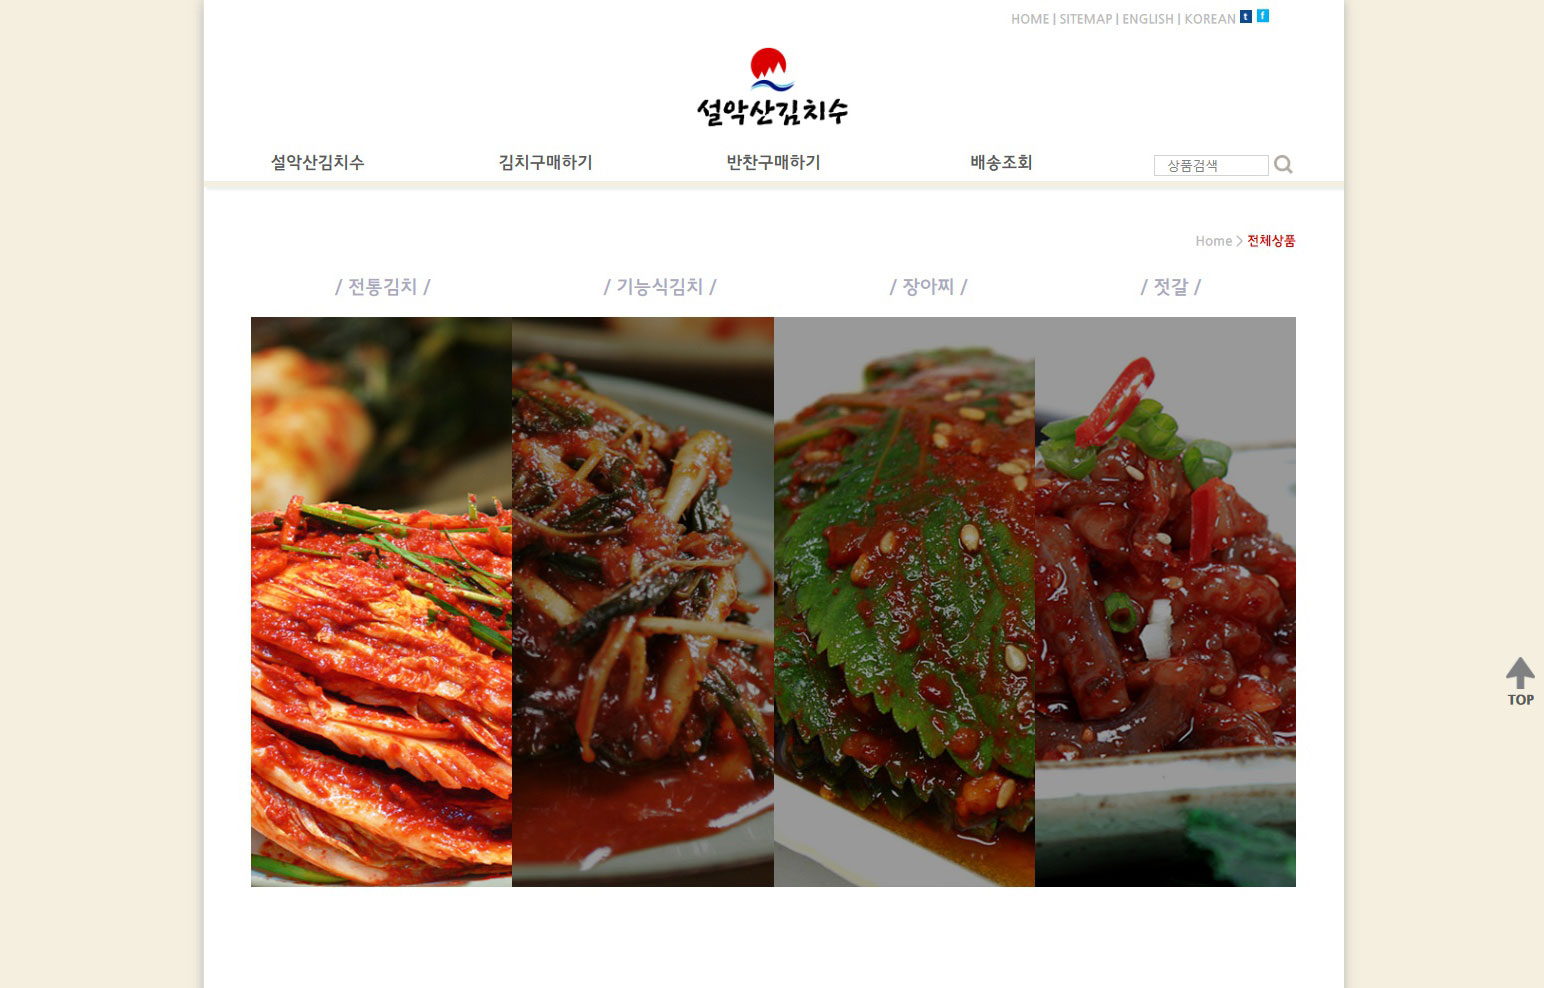 HOME | SITEMAP | ENGLISH | KOREAN t f
설악산김치수
설악산김치수 김치구매하기 반찬구매하기 배송조회 상품검색
Home > 전체상품
/ 전통김치 / / 기능식김치 / / 장아찌 / / 젓갈 /
TOP